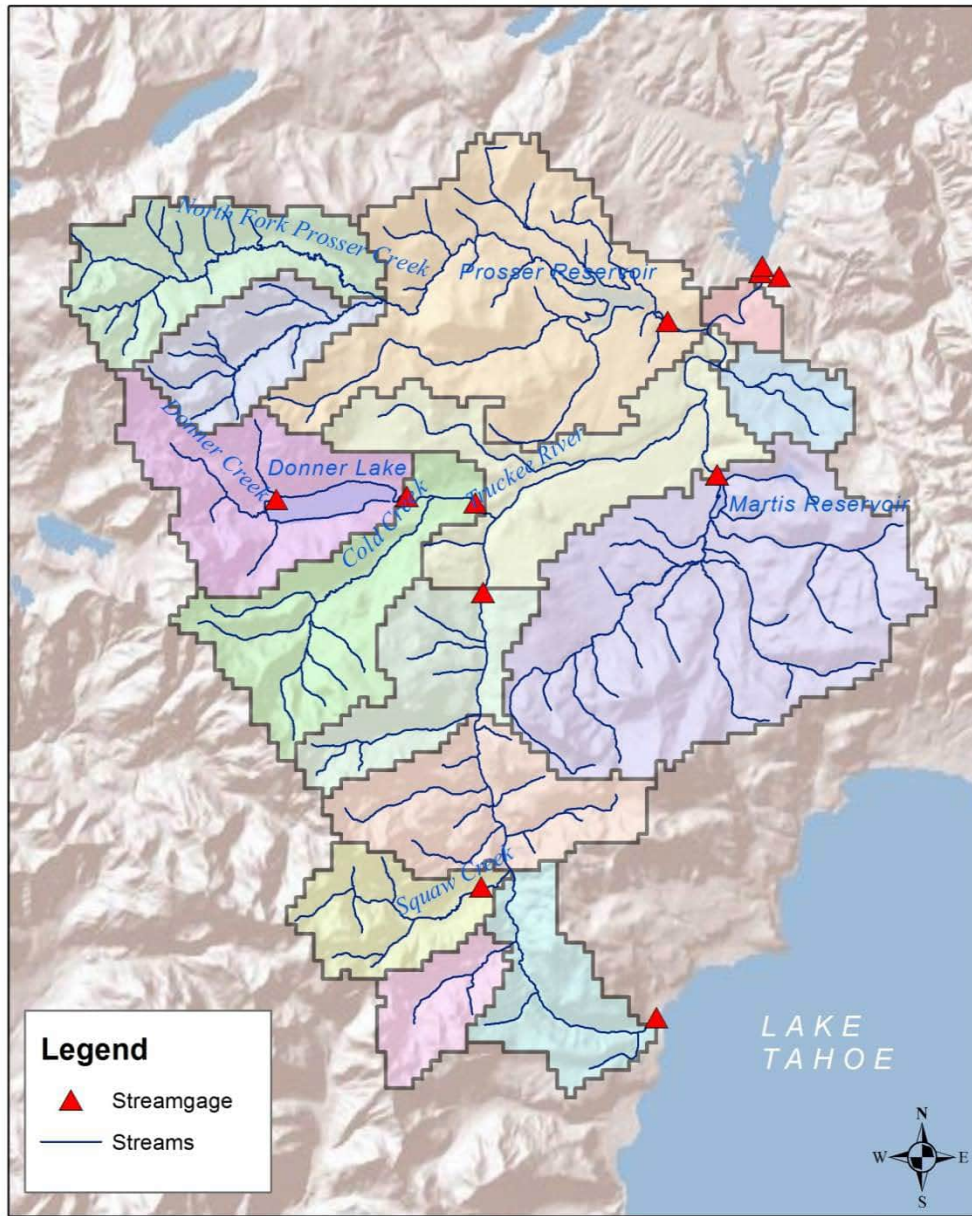 North Fork Prosser Creek
Prosser Reservoir
Donner Creek
Donner Lake
Cold Creek
Truckee River
Martis Reservoir
Squaw Creek
LAKE
TAHOE
Legend
Streamgage
Streams
N
W
E
S